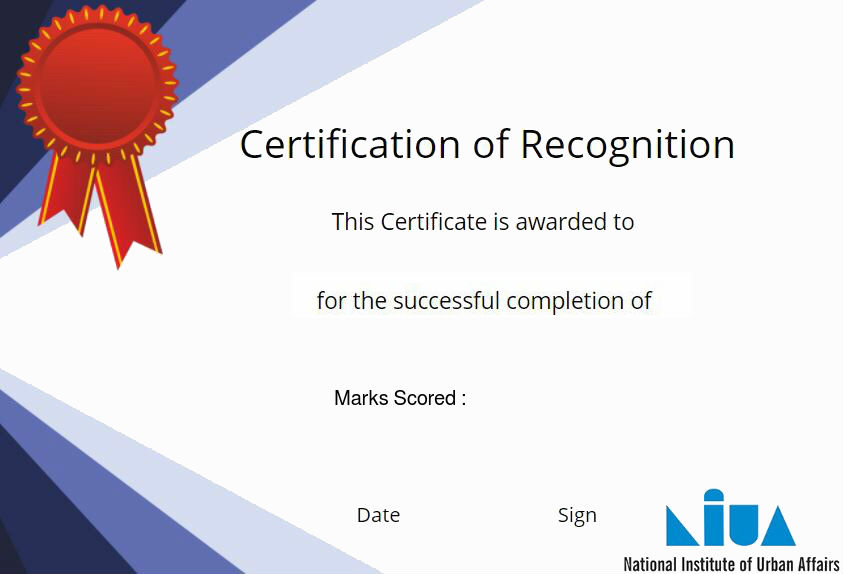 Certification of Recognition
This Certificate is awarded to
for the successful completion of
Marks Scored :
Date Sign
NIUA
National Institute of Urban Affairs